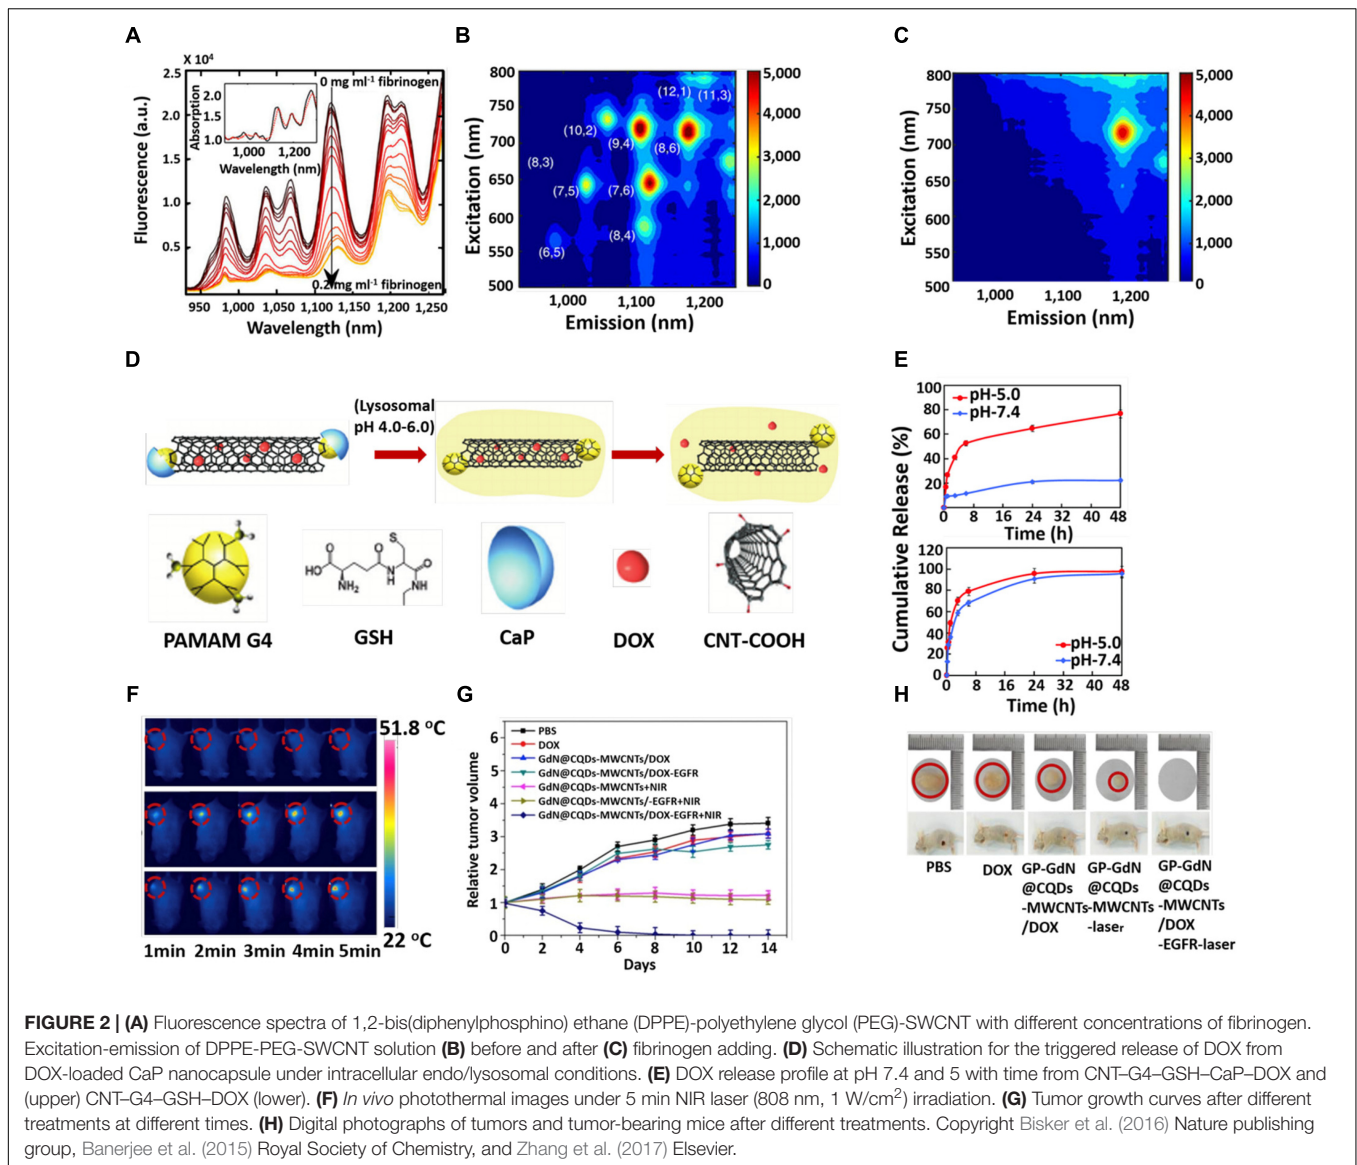 A
X 10⁴
2.5
2.0
1.5
1.0
0.5
Fluorescence (a.u.)
0 mg ml⁻¹ fibrinogen
0.2 mg ml⁻¹ fibrinogen
Absorption
2.0
1.5
1.0
950 1,000 1,200
Wavelength (nm)
950 1,000 1,050 1,100 1,150 1,200 1,250
Wavelength (nm)
B
800
750
700
650
600
550
500
Excitation (nm)
(12,1)
(11,3)
(10,2)
(9,4)
(8,6)
(8,3)
(7,5)
(7,6)
(8,4)
(6,5)
1,000 1,100 1,200
Emission (nm)
5,000
4,000
3,000
2,000
1,000
0
C
800
750
700
650
600
550
500
Excitation (nm)
1,000 1,100 1,200
Emission (nm)
5,000
4,000
3,000
2,000
1,000
0
D
(Lysosomal
pH 4.0-6.0)
HO
O
NH₂
O
NH
S
O
NH
PAMAM G4
GSH
CaP
DOX
CNT-COOH
E
Cumulative Release (%)
100
80
60
40
20
pH-5.0
pH-7.4
0 8 16 24 32 40 48
Time (h)
120
100
80
60
40
20
0
pH-5.0
pH-7.4
0 8 16 24 32 40 48
Time (h)
F
51.8 °C
22 °C
1min 2min 3min 4min 5min
G
Relative tumor volume
6
5
4
3
2
1
0
PBS
DOX
GdN@CQDs-MWCNTs/DOX
GdN@CQDs-MWCNTs/DOX-EGFR
GdN@CQDs-MWCNTs+NIR
GdN@CQDs-MWCNTs/-EGFR+NIR
GdN@CQDs-MWCNTs/DOX-EGFR+NIR
0 2 4 6 8 10 12 14
Days
H
PBS
DOX
GP-GdN
@CQDs
-MWCNTs
/DOX
GP-GdN
@CQDs
-MWCNTs
-laser
GP-GdN
@CQDs
-MWCNTs
/DOX
-EGFR-laser
FIGURE 2 | (A) Fluorescence spectra of 1,2-bis(diphenylphosphino) ethane (DPPE)-polyethylene glycol (PEG)-SWCNT with different concentrations of fibrinogen.
Excitation-emission of DPPE-PEG-SWCNT solution (B) before and after (C) fibrinogen adding. (D) Schematic illustration for the triggered release of DOX from
DOX-loaded CaP nanocapsule under intracellular endo/lysosomal conditions. (E) DOX release profile at pH 7.4 and 5 with time from CNT–G4–GSH–CaP–DOX and
(upper) CNT–G4–GSH–DOX (lower). (F) In vivo photothermal images under 5 min NIR laser (808 nm, 1 W/cm²) irradiation. (G) Tumor growth curves after different
treatments at different times. (H) Digital photographs of tumors and tumor-bearing mice after different treatments. Copyright Bisker et al. (2016) Nature publishing
group, Banerjee et al. (2015) Royal Society of Chemistry, and Zhang et al. (2017) Elsevier.